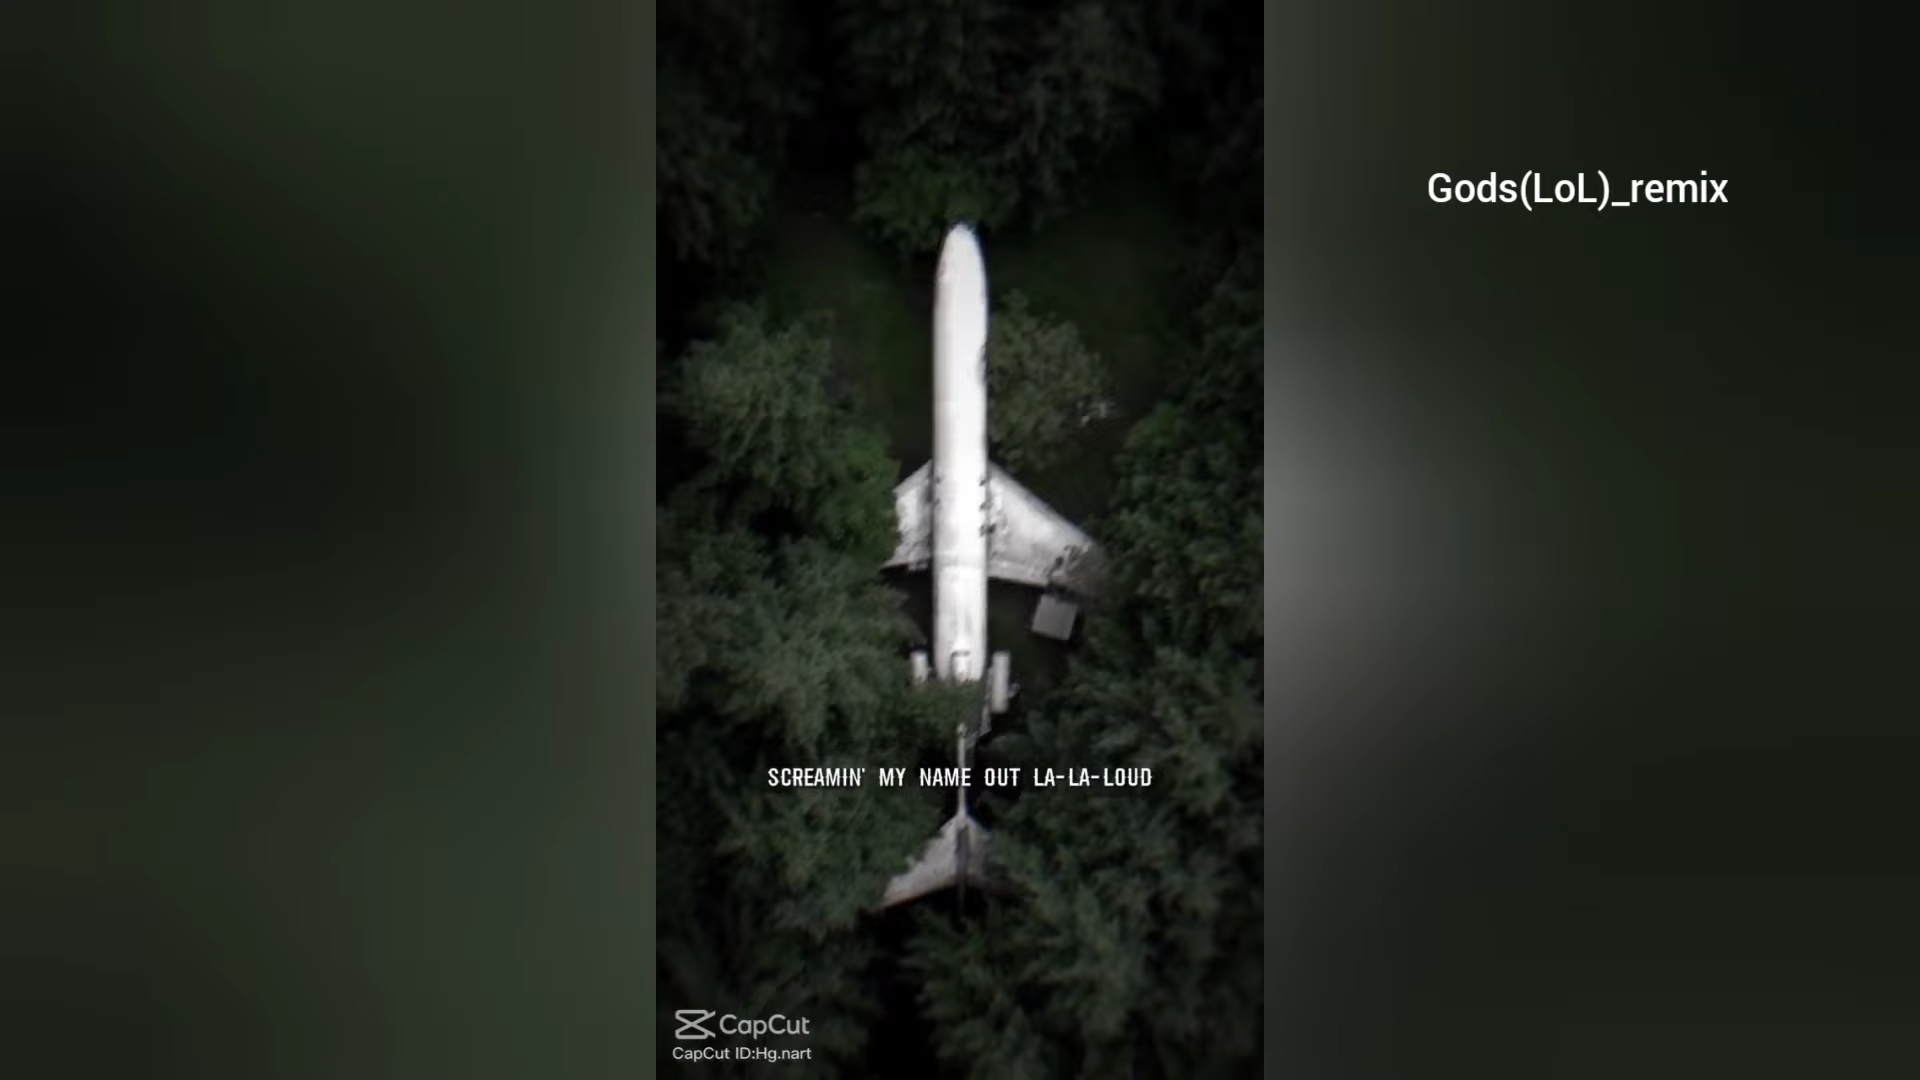 Gods(LoL)_remix
SCREAMIN' MY NAME OUT LA-LA-LOUD
CapCut
CapCut ID:Hg.nart